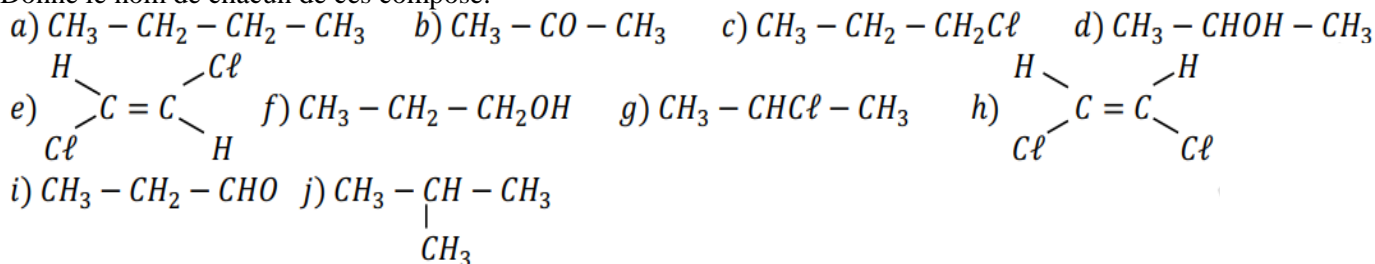 Donne le nom de chacun de ces composé:
a) CH₃ − CH₂ − CH₂ − CH₃ b) CH₃ − CO − CH₃ c) CH₃ − CH₂ − CH₂Cℓ d) CH₃ − CHOH − CH₃
H Cℓ H H
e) C = C f) CH₃ − CH₂ − CH₂OH g) CH₃ − CHCℓ − CH₃ h) C = C
Cℓ H Cℓ Cℓ
i) CH₃ − CH₂ − CHO j) CH₃ − CH − CH₃
CH₃